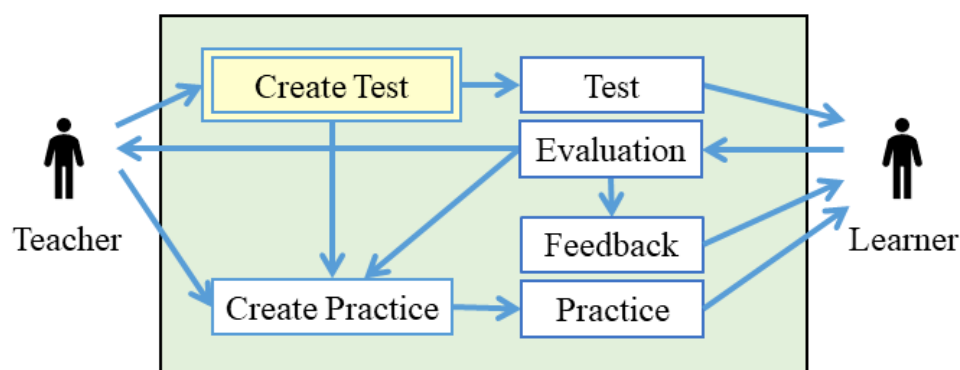 Create Test
Test
Evaluation
Teacher
Feedback
Learner
Create Practice
Practice